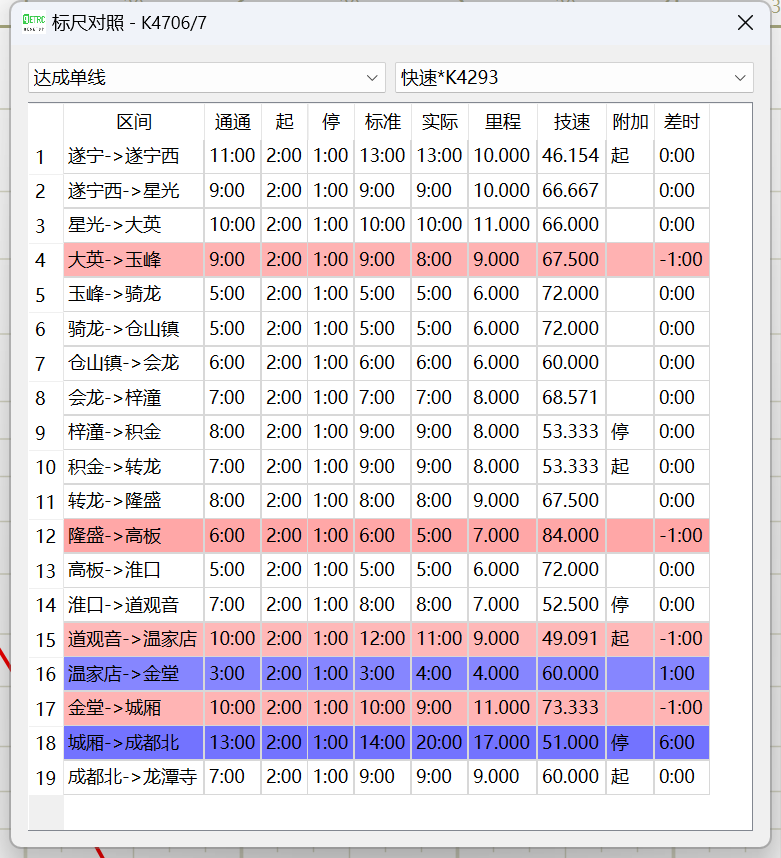 标尺对照 - K4706/7
达成单线 快速*K4293
区间 通通 起 停 标准 实际 里程 技速 附加 差时
1 遂宁->遂宁西 11:00 2:00 1:00 13:00 13:00 10.000 46.154 起 0:00
2 遂宁西->星光 9:00 2:00 1:00 9:00 9:00 10.000 66.667 0:00
3 星光->大英 10:00 2:00 1:00 10:00 10:00 11.000 66.000 0:00
4 大英->玉峰 9:00 2:00 1:00 9:00 8:00 9.000 67.500 -1:00
5 玉峰->骑龙 5:00 2:00 1:00 5:00 5:00 6.000 72.000 0:00
6 骑龙->仓山镇 5:00 2:00 1:00 5:00 5:00 6.000 72.000 0:00
7 仓山镇->会龙 6:00 2:00 1:00 6:00 6:00 6.000 60.000 0:00
8 会龙->梓潼 7:00 2:00 1:00 7:00 7:00 8.000 68.571 0:00
9 梓潼->积金 8:00 2:00 1:00 9:00 9:00 8.000 53.333 停 0:00
10 积金->转龙 7:00 2:00 1:00 9:00 9:00 8.000 53.333 起 0:00
11 转龙->隆盛 8:00 2:00 1:00 8:00 8:00 9.000 67.500 0:00
12 隆盛->高板 6:00 2:00 1:00 6:00 5:00 7.000 84.000 -1:00
13 高板->淮口 5:00 2:00 1:00 5:00 5:00 6.000 72.000 0:00
14 淮口->道观音 7:00 2:00 1:00 8:00 8:00 7.000 52.500 停 0:00
15 道观音->温家店 10:00 2:00 1:00 12:00 11:00 9.000 49.091 起 -1:00
16 温家店->金堂 3:00 2:00 1:00 3:00 4:00 4.000 60.000 1:00
17 金堂->城厢 10:00 2:00 1:00 10:00 9:00 11.000 73.333 -1:00
18 城厢->成都北 13:00 2:00 1:00 14:00 20:00 17.000 51.000 停 6:00
19 成都北->龙潭寺 7:00 2:00 1:00 9:00 9:00 9.000 60.000 起 0:00